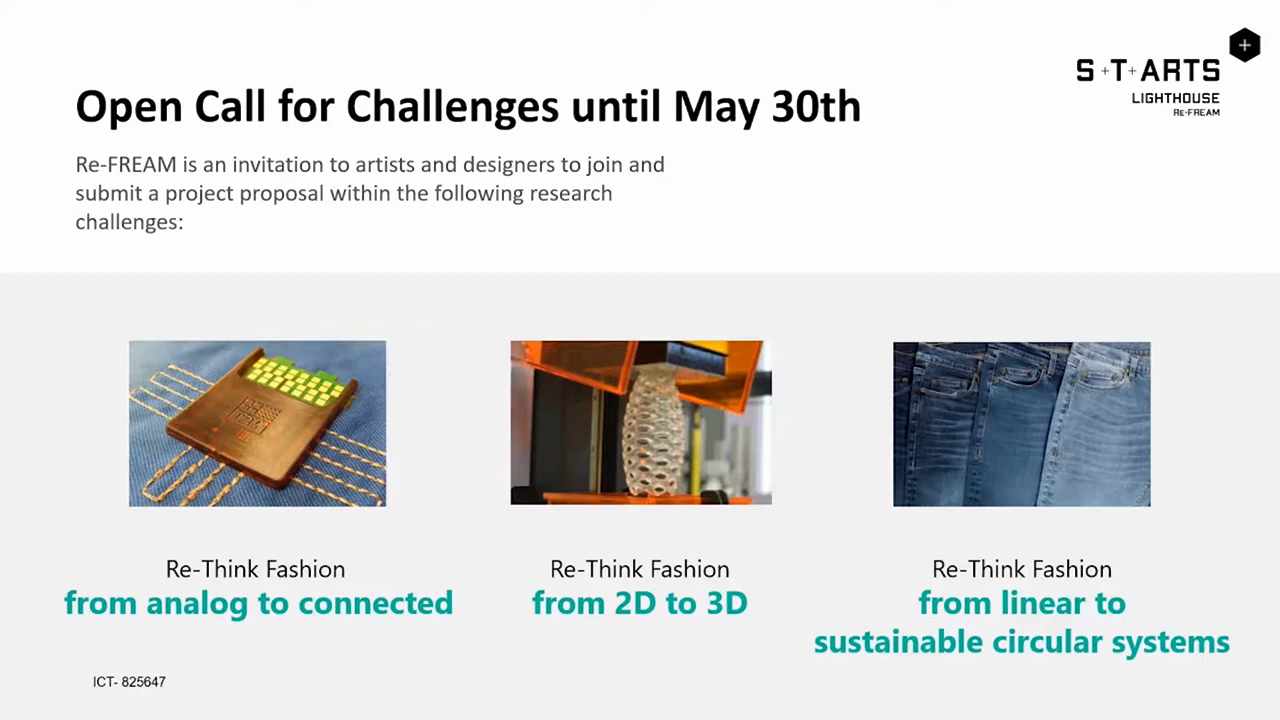 S+T+ARTS
LIGHTHOUSE
RE-FREAM
Open Call for Challenges until May 30th
Re-FREAM is an invitation to artists and designers to join and
submit a project proposal within the following research
challenges:
Re-Think Fashion
from analog to connected
Re-Think Fashion
from 2D to 3D
Re-Think Fashion
from linear to
sustainable circular systems
ICT- 825647